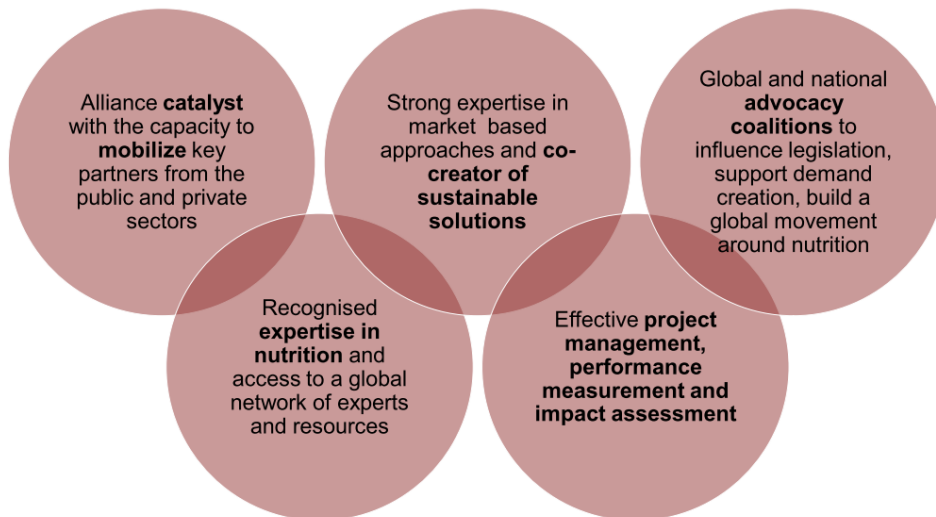 Alliance catalyst
with the capacity to
mobilize key
partners from the
public and private
sectors
Strong expertise in
market based
approaches and co-
creator of
sustainable
solutions
Global and national
advocacy
coalitions to
influence legislation,
support demand
creation, build a
global movement
around nutrition
Recognised
expertise in
nutrition and
access to a global
network of experts
and resources
Effective project
management,
performance
measurement and
impact assessment